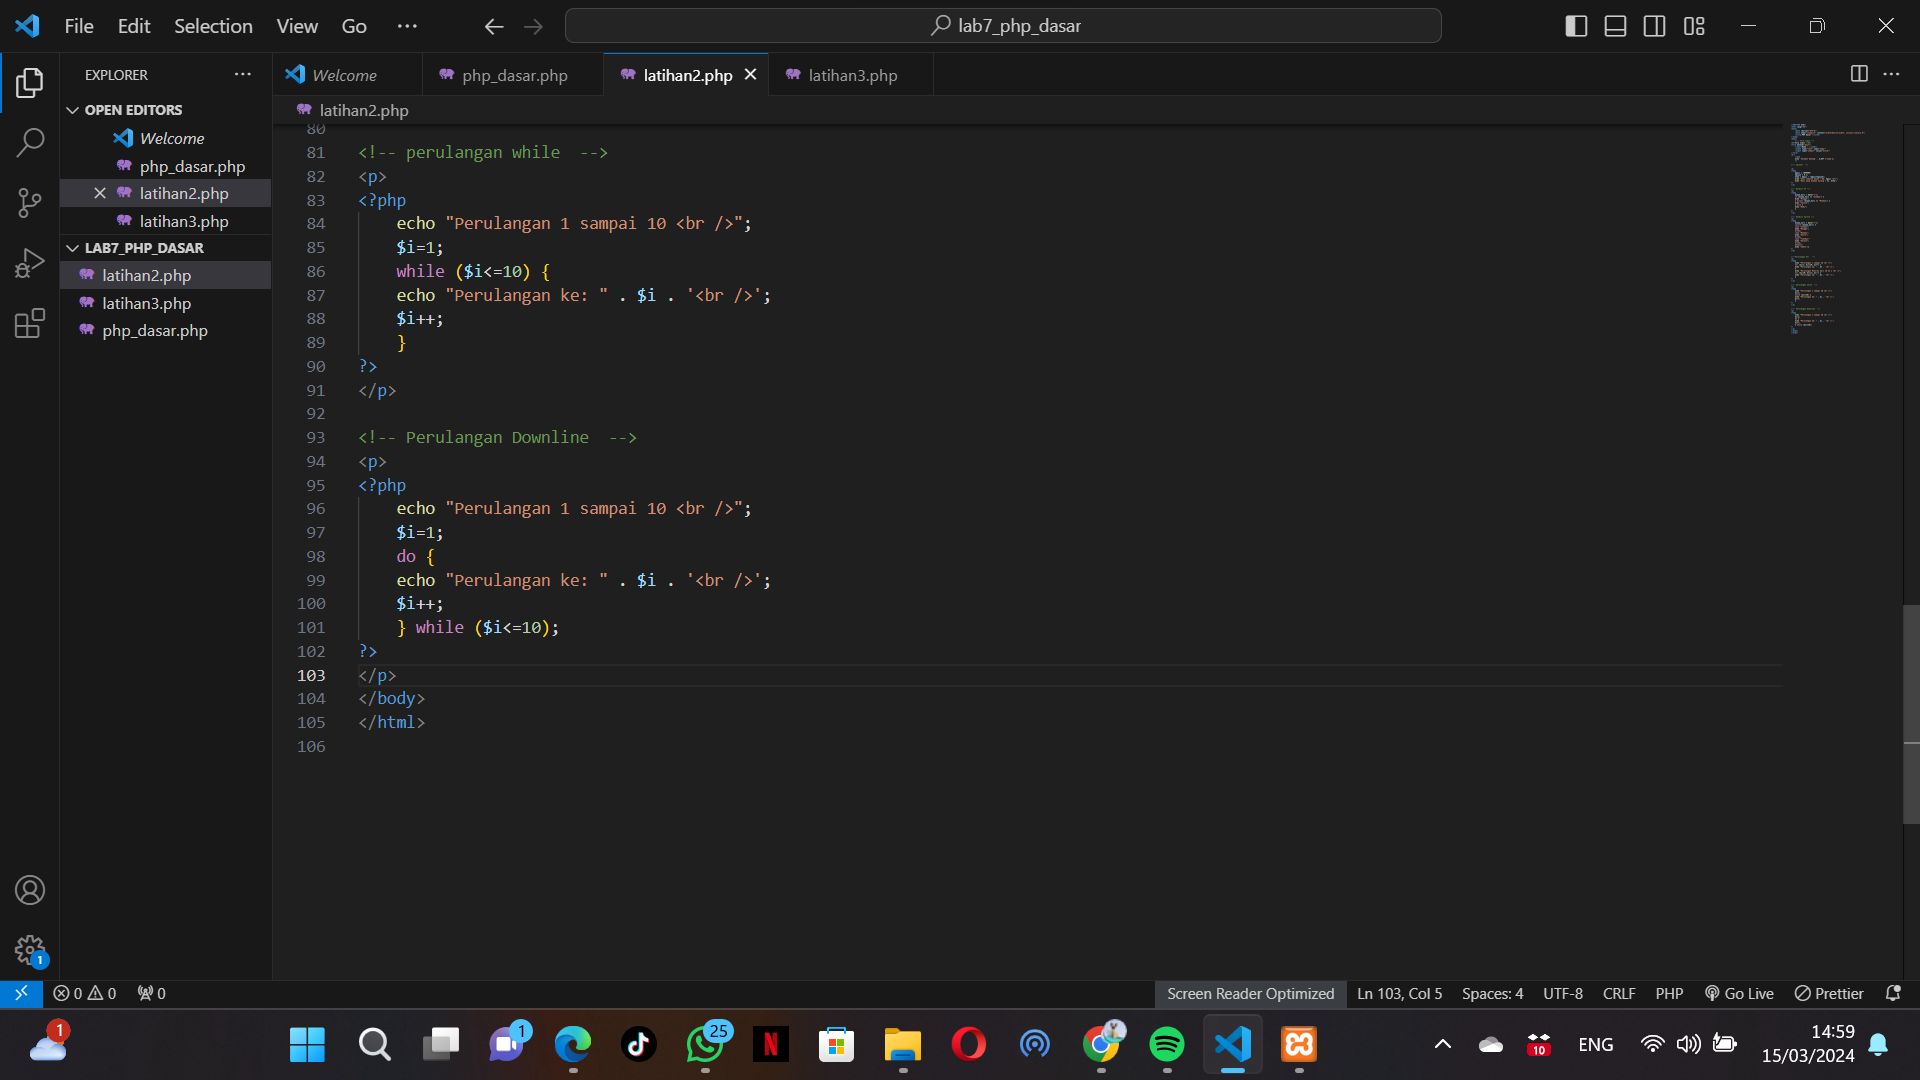 File Edit Selection View Go ··· lab7_php_dasar
EXPLORER ···
OPEN EDITORS
Welcome
php_dasar.php
latihan2.php
latihan3.php
LAB7_PHP_DASAR
latihan2.php
latihan3.php
php_dasar.php
Welcome php_dasar.php latihan2.php latihan3.php
latihan2.php
80
81 <!-- perulangan while  -->
82 <p>
83 <?php
84     echo "Perulangan 1 sampai 10 <br />";
85     $i=1;
86     while ($i<=10) {
87     echo "Perulangan ke: " . $i . '<br />';
88     $i++;
89     }
90 ?>
91 </p>
92
93 <!-- Perulangan Downline  -->
94 <p>
95 <?php
96     echo "Perulangan 1 sampai 10 <br />";
97     $i=1;
98     do {
99     echo "Perulangan ke: " . $i . '<br />';
100     $i++;
101     } while ($i<=10);
102 ?>
103 </p>
104 </body>
105 </html>
106
1
0 0 0 Screen Reader Optimized Ln 103, Col 5 Spaces: 4 UTF-8 CRLF PHP Go Live Prettier
1 1 25 N 10 ENG 14:59
15/03/2024